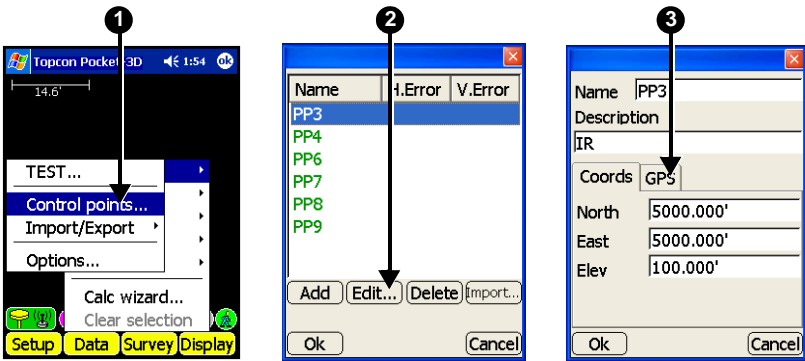 1
Topcon Pocket-3D 1:54 ok
14.6'
TEST...
Control points...
Import/Export
Options...
Calc wizard...
Clear selection
Setup Data Survey Display
2
Name H.Error V.Error
PP3
PP4
PP6
PP7
PP8
PP9
Add Edit... Delete Import...
Ok Cancel
3
Name PP3
Description
IR
Coords GPS
North 5000.000'
East 5000.000'
Elev 100.000'
Ok Cancel